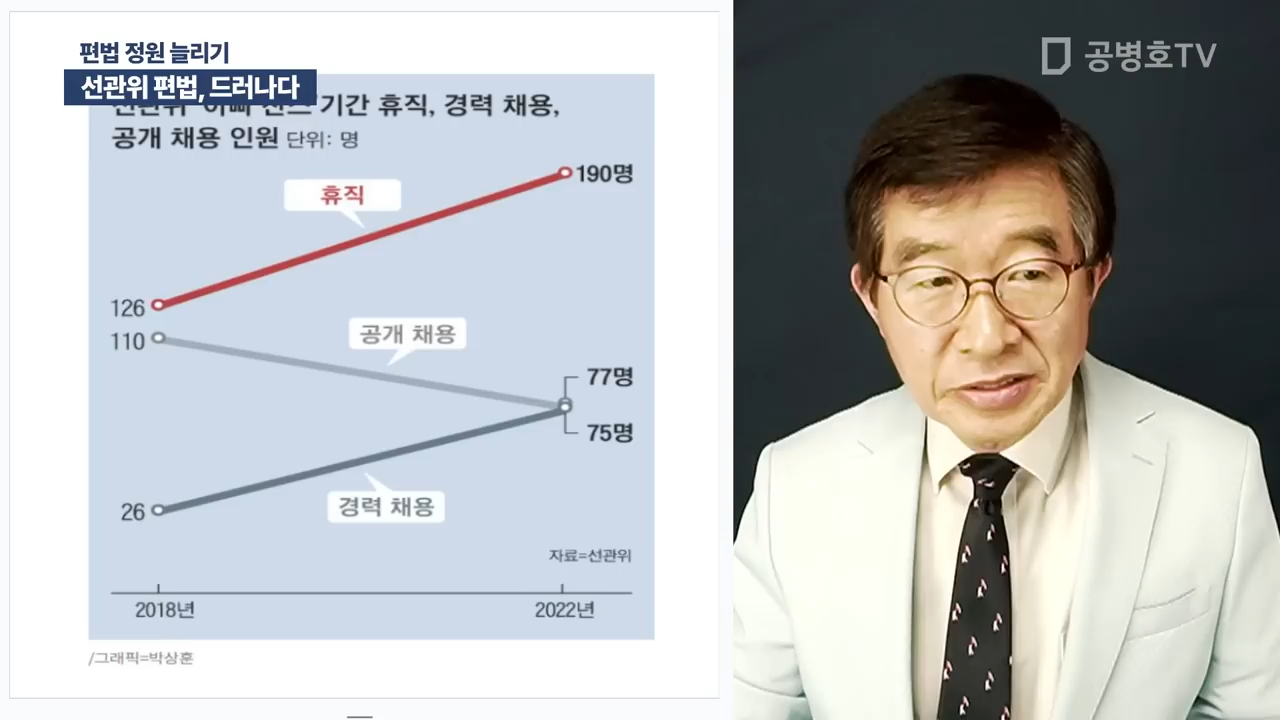 편법 정원 늘리기
선관위 편법, 드러나다
기간 휴직, 경력 채용,
공개 채용 인원 단위: 명
190명
휴직
126
110
공개 채용
77명
75명
26
경력 채용
자료=선관위
2018년
2022년
/그래픽=박상훈
공병호TV